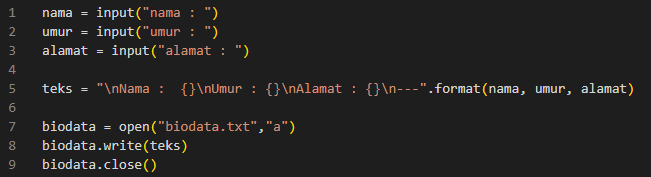 1 nama = input("nama : ")
2 umur = input("umur : ")
3 alamat = input("alamat : ")
4
5 teks = "\nNama :  {}\nUmur : {}\nAlamat : {}\n---".format(nama, umur, alamat)
6
7 biodata = open("biodata.txt","a")
8 biodata.write(teks)
9 biodata.close()